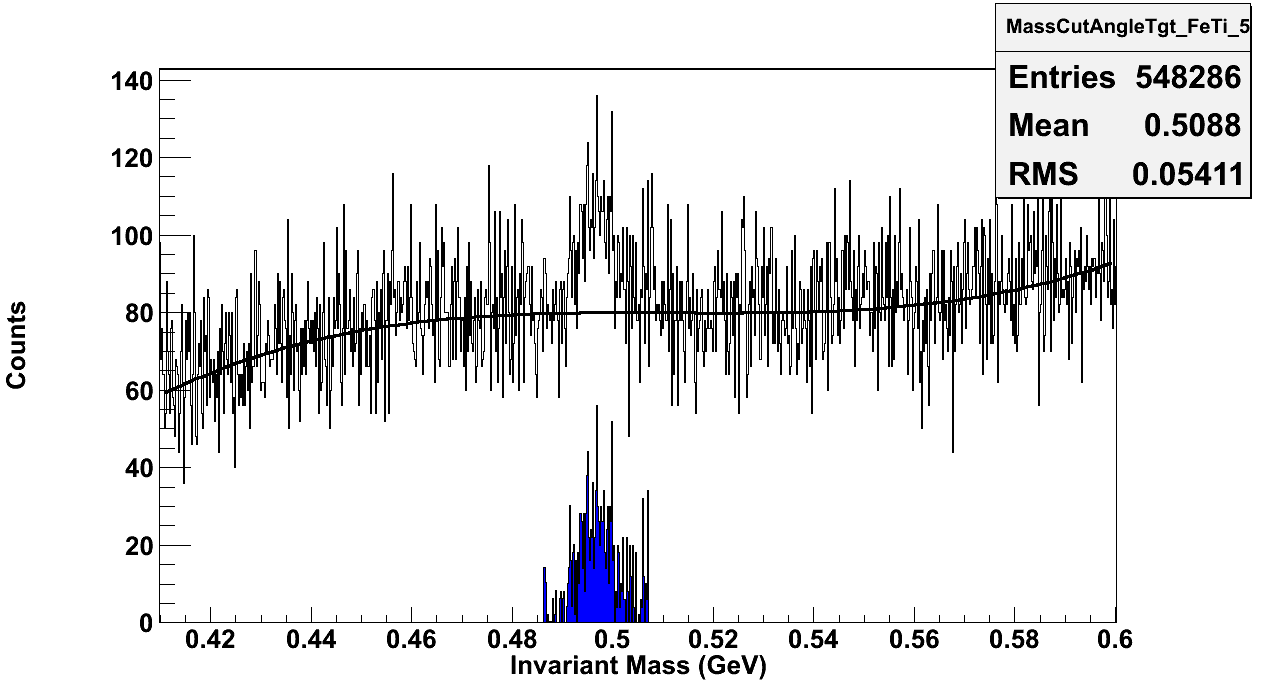 MassCutAngleTgt_FeTi_5
Entries 548286
Mean 0.5088
RMS 0.05411
140
120
100
80
60
40
20
0
Counts
0.42 0.44 0.46 0.48 0.5 0.52 0.54 0.56 0.58 0.6
Invariant Mass (GeV)